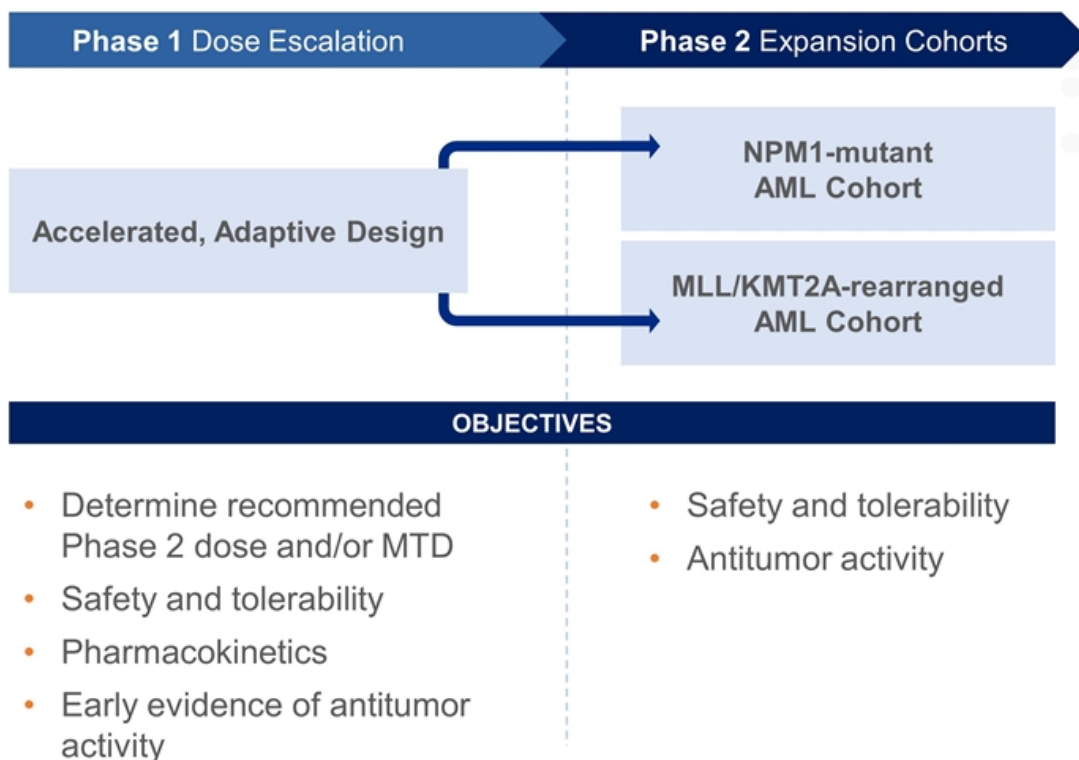 Phase 1 Dose Escalation
Phase 2 Expansion Cohorts
Accelerated, Adaptive Design
NPM1-mutant
AML Cohort
MLL/KMT2A-rearranged
AML Cohort
OBJECTIVES
• Determine recommended
Phase 2 dose and/or MTD
• Safety and tolerability
• Pharmacokinetics
• Early evidence of antitumor
activity
• Safety and tolerability
• Antitumor activity